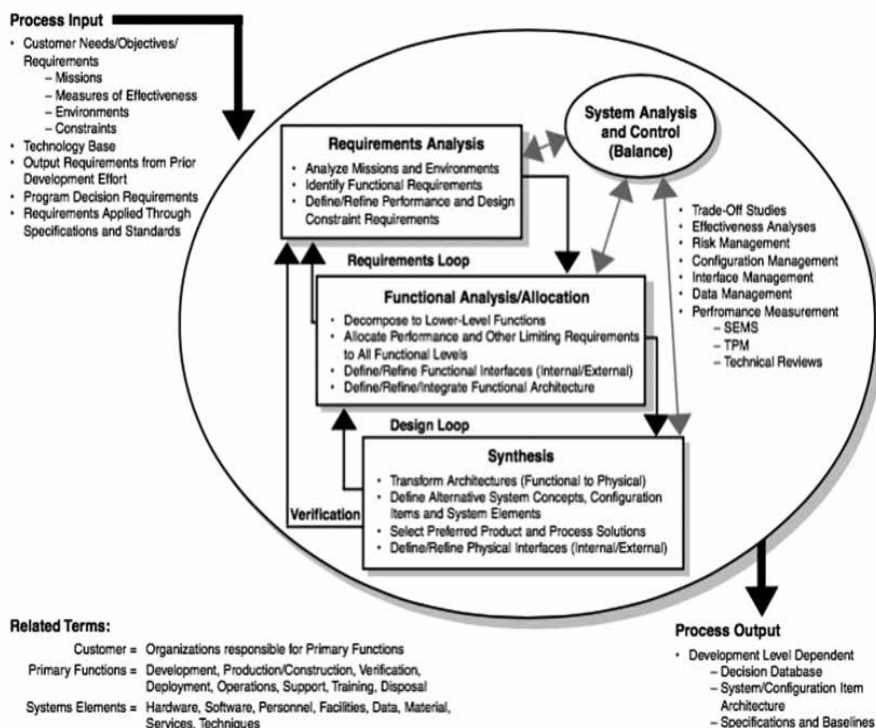 Process Input
• Customer Needs/Objectives/
Requirements
– Missions
– Measures of Effectiveness
– Environments
– Constraints
• Technology Base
• Output Requirements from Prior
Development Effort
• Program Decision Requirements
• Requirements Applied Through
Specifications and Standards
System Analysis
and Control
(Balance)
Requirements Analysis
• Analyze Missions and Environments
• Identify Functional Requirements
• Define/Refine Performance and Design
Constraint Requirements
• Trade-Off Studies
• Effectiveness Analyses
• Risk Management
• Configuration Management
• Interface Management
• Data Management
• Perfromance Measurement
– SEMS
– TPM
– Technical Reviews
Requirements Loop
Functional Analysis/Allocation
• Decompose to Lower-Level Functions
• Allocate Performance and Other Limiting Requirements
to All Functional Levels
• Define/Refine Functional Interfaces (Internal/External)
• Define/Refine/Integrate Functional Architecture
Design Loop
Synthesis
• Transform Architectures (Functional to Physical)
• Define Alternative System Concepts, Configuration
Items and System Elements
• Select Preferred Product and Process Solutions
• Define/Refine Physical Interfaces (Internal/External)
Verification
Related Terms:
Customer = Organizations responsible for Primary Functions
Primary Functions = Development, Production/Construction, Verification,
Deployment, Operations, Support, Training, Disposal
Systems Elements = Hardware, Software, Personnel, Facilities, Data, Material,
Services, Techniques
Process Output
• Development Level Dependent
– Decision Database
– System/Configuration Item
Architecture
– Specifications and Baselines